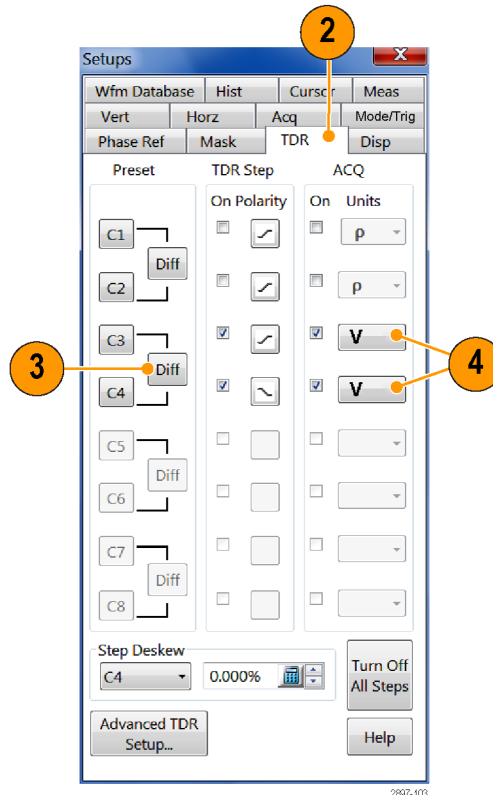 2
Setups
X
Wfm Database Hist Cursor Meas
Vert Horz Acq Mode/Trig
Phase Ref Mask TDR Disp
Preset TDR Step ACQ
On Polarity On Units
C1 ρ
Diff
C2 ρ
C3 V
3 Diff 4
C4 V
C5
Diff
C6
C7
Diff
C8
Step Deskew
C4 0.000% Turn Off
All Steps
Advanced TDR
Setup... Help
2897-103